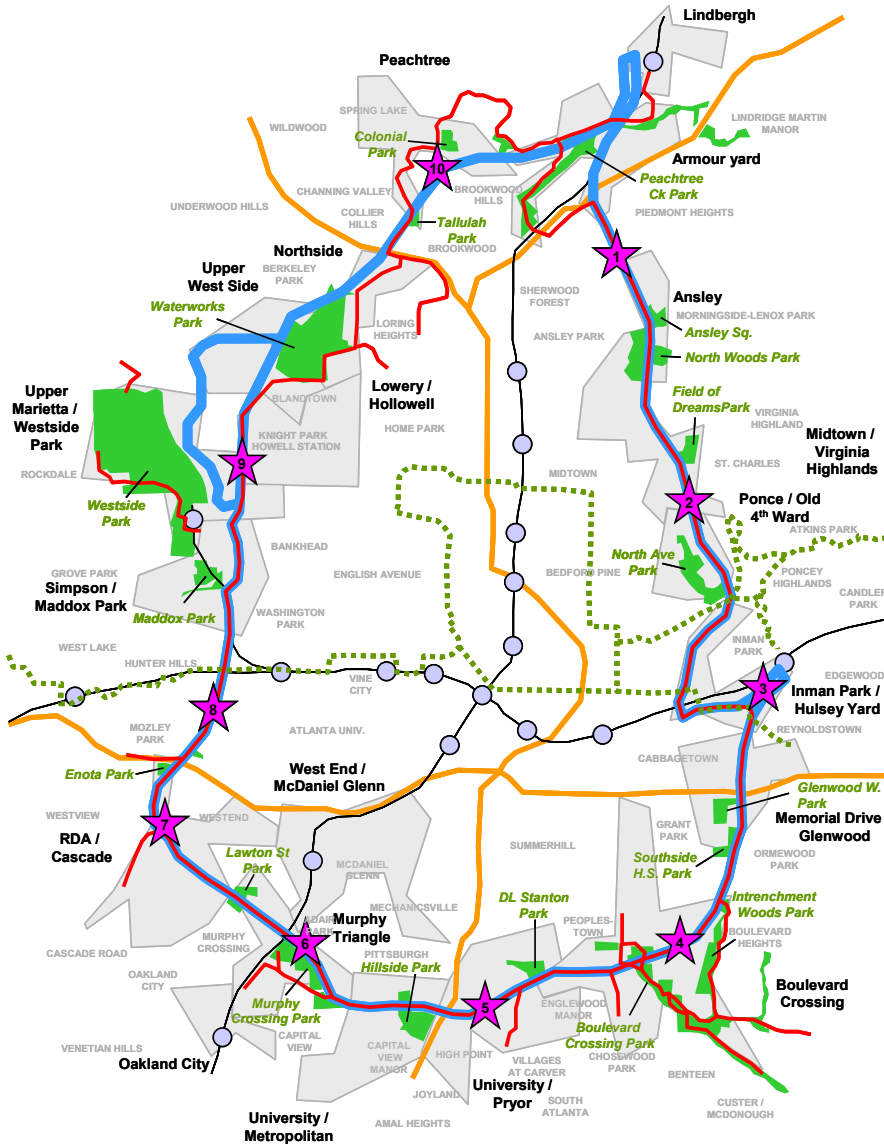 Lindbergh
Peachtree
SPRING LAKE
WILDWOOD
Colonial
Park
LINDRIDGE MARTIN
MANOR
Armour yard
10
Peachtree
Ck Park
CHANNING VALLEY
BROOKWOOD
HILLS
UNDERWOOD HILLS
COLLIER
HILLS
Tallulah
Park
PIEDMONT HEIGHTS
Northside
BROOKWOOD
1
Upper
West Side
BERKELEY
PARK
SHERWOOD
FOREST
Ansley
Waterworks
Park
MORNINGSIDE-LENOX PARK
LORING
HEIGHTS
ANSLEY PARK
Ansley Sq.
North Woods Park
Upper
Marietta /
Westside
Park
Lowery /
Hollowell
Field of
DreamsPark
BLANDTOWN
HOME PARK
VIRGINIA
HIGHLAND
KNIGHT PARK
HOWELL STATION
Midtown /
Virginia
Highlands
9
ST. CHARLES
ROCKDALE
MIDTOWN
Westside
Park
2
Ponce / Old
4th Ward
ATKINS PARK
BANKHEAD
North Ave
Park
GROVE PARK
ENGLISH AVENUE
BEDFORD PINE
PONCEY
HIGHLANDS
Simpson /
Maddox Park
Maddox Park
CANDLER
PARK
WASHINGTON
PARK
INMAN
PARK
WEST LAKE
HUNTER HILLS
VINE
CITY
EDGEWOOD
3
Inman Park /
Hulsey Yard
8
MOZLEY
PARK
ATLANTA UNIV.
REYNOLDSTOWN
CABBAGETOWN
Enota Park
West End /
McDaniel Glenn
Glenwood W.
Park
WESTVIEW
7
WESTEND
GRANT
PARK
Memorial Drive
Glenwood
RDA /
Cascade
SUMMERHILL
ORMEWOOD
PARK
Lawton St
Park
MCDANIEL
GLENN
Southside
H.S. Park
DL Stanton
Park
Intrenchment
Woods Park
MECHANICSVILLE
ADAIR
PARK
Murphy
Triangle
PEOPLES-
TOWN
MURPHY
CROSSING
6
4
BOULEVARD
HEIGHTS
CASCADE ROAD
PITTSBURGH
Hillside Park
OAKLAND
CITY
Boulevard
Crossing
Murphy
Crossing Park
5
ENGLEWOOD
MANOR
Boulevard
Crossing Park
CAPITAL
VIEW
VENETIAN HILLS
Oakland City
CAPITAL
VIEW
MANOR
HIGH POINT
VILLAGES
AT CARVER
CHOSEWOOD
PARK
BENTEEN
University /
Pryor
JOYLAND
SOUTH
ATLANTA
CUSTER /
MCDONOUGH
University /
Metropolitan
AMAL HEIGHTS